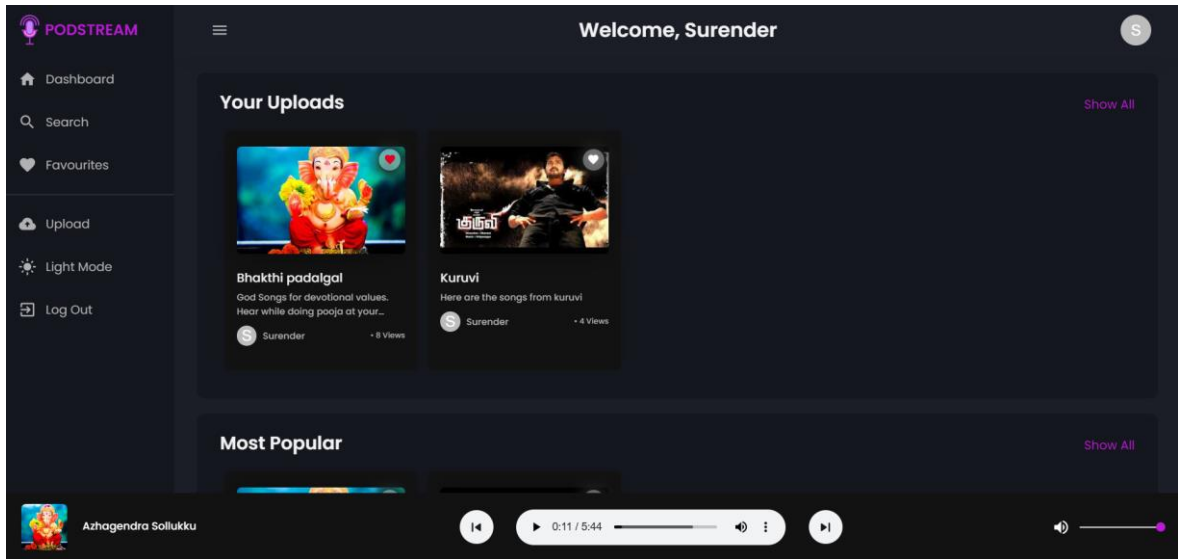 PODSTREAM
Welcome, Surender
S
Dashboard
Search
Favourites
Upload
Light Mode
Log Out
Your Uploads
Show All
குருவி
Bhakthi padalgal
God Songs for devotional values.
Hear while doing pooja at your...
S Surender • 8 Views
Kuruvi
Here are the songs from kuruvi
S Surender • 4 Views
Most Popular
Show All
Azhagendra Sollukku
0:11 / 5:44